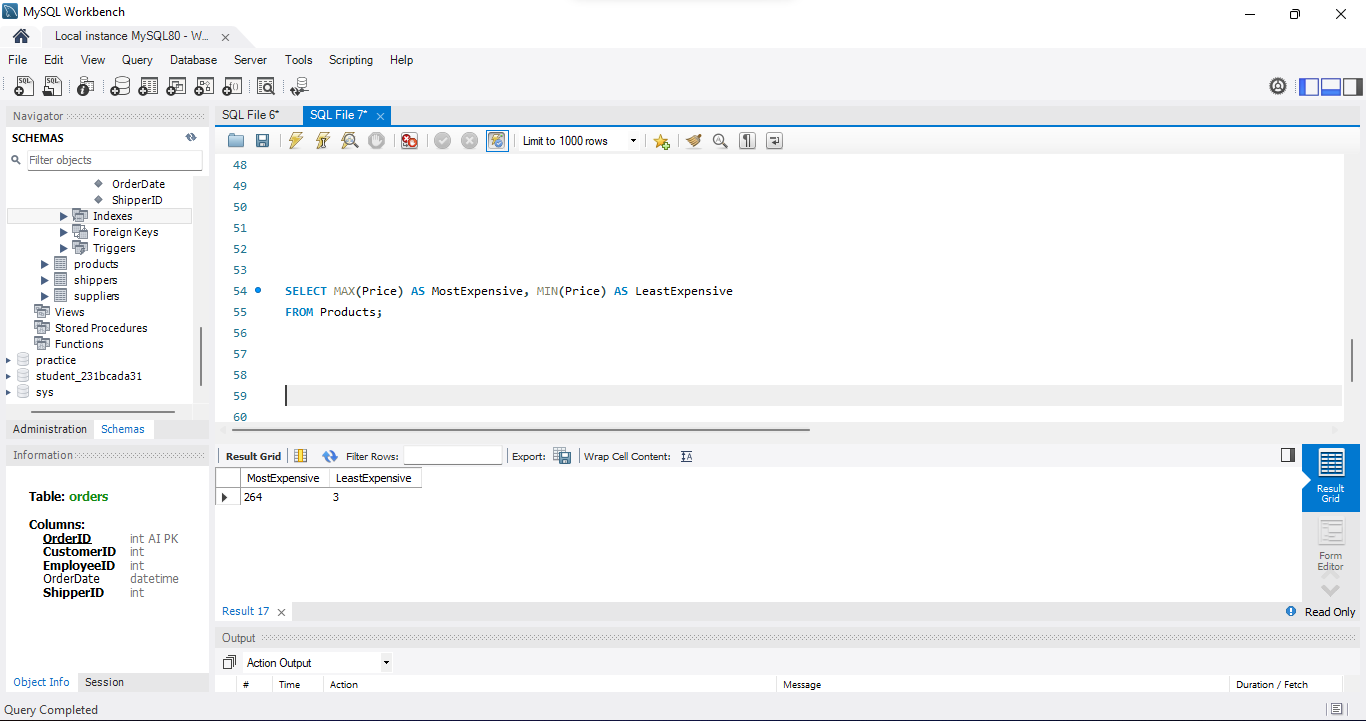 MySQL Workbench
Local instance MySQL80 - W...
File Edit View Query Database Server Tools Scripting Help
Navigator
SCHEMAS
Filter objects
OrderDate
ShipperID
Indexes
Foreign Keys
Triggers
products
shippers
suppliers
Views
Stored Procedures
Functions
practice
student_231bcada31
sys
Administration Schemas
Information
Table: orders
Columns:
OrderID int AI PK
CustomerID int
EmployeeID int
OrderDate datetime
ShipperID int
Object Info Session
SQL File 6* SQL File 7*
Limit to 1000 rows
48
49
50
51
52
53
54 SELECT MAX(Price) AS MostExpensive, MIN(Price) AS LeastExpensive
55 FROM Products;
56
57
58
59
60
Result Grid Filter Rows: Export: Wrap Cell Content:
MostExpensive LeastExpensive
264 3
Result Grid
Form Editor
Result 17
Read Only
Output
Action Output
# Time Action Message Duration / Fetch
Query Completed